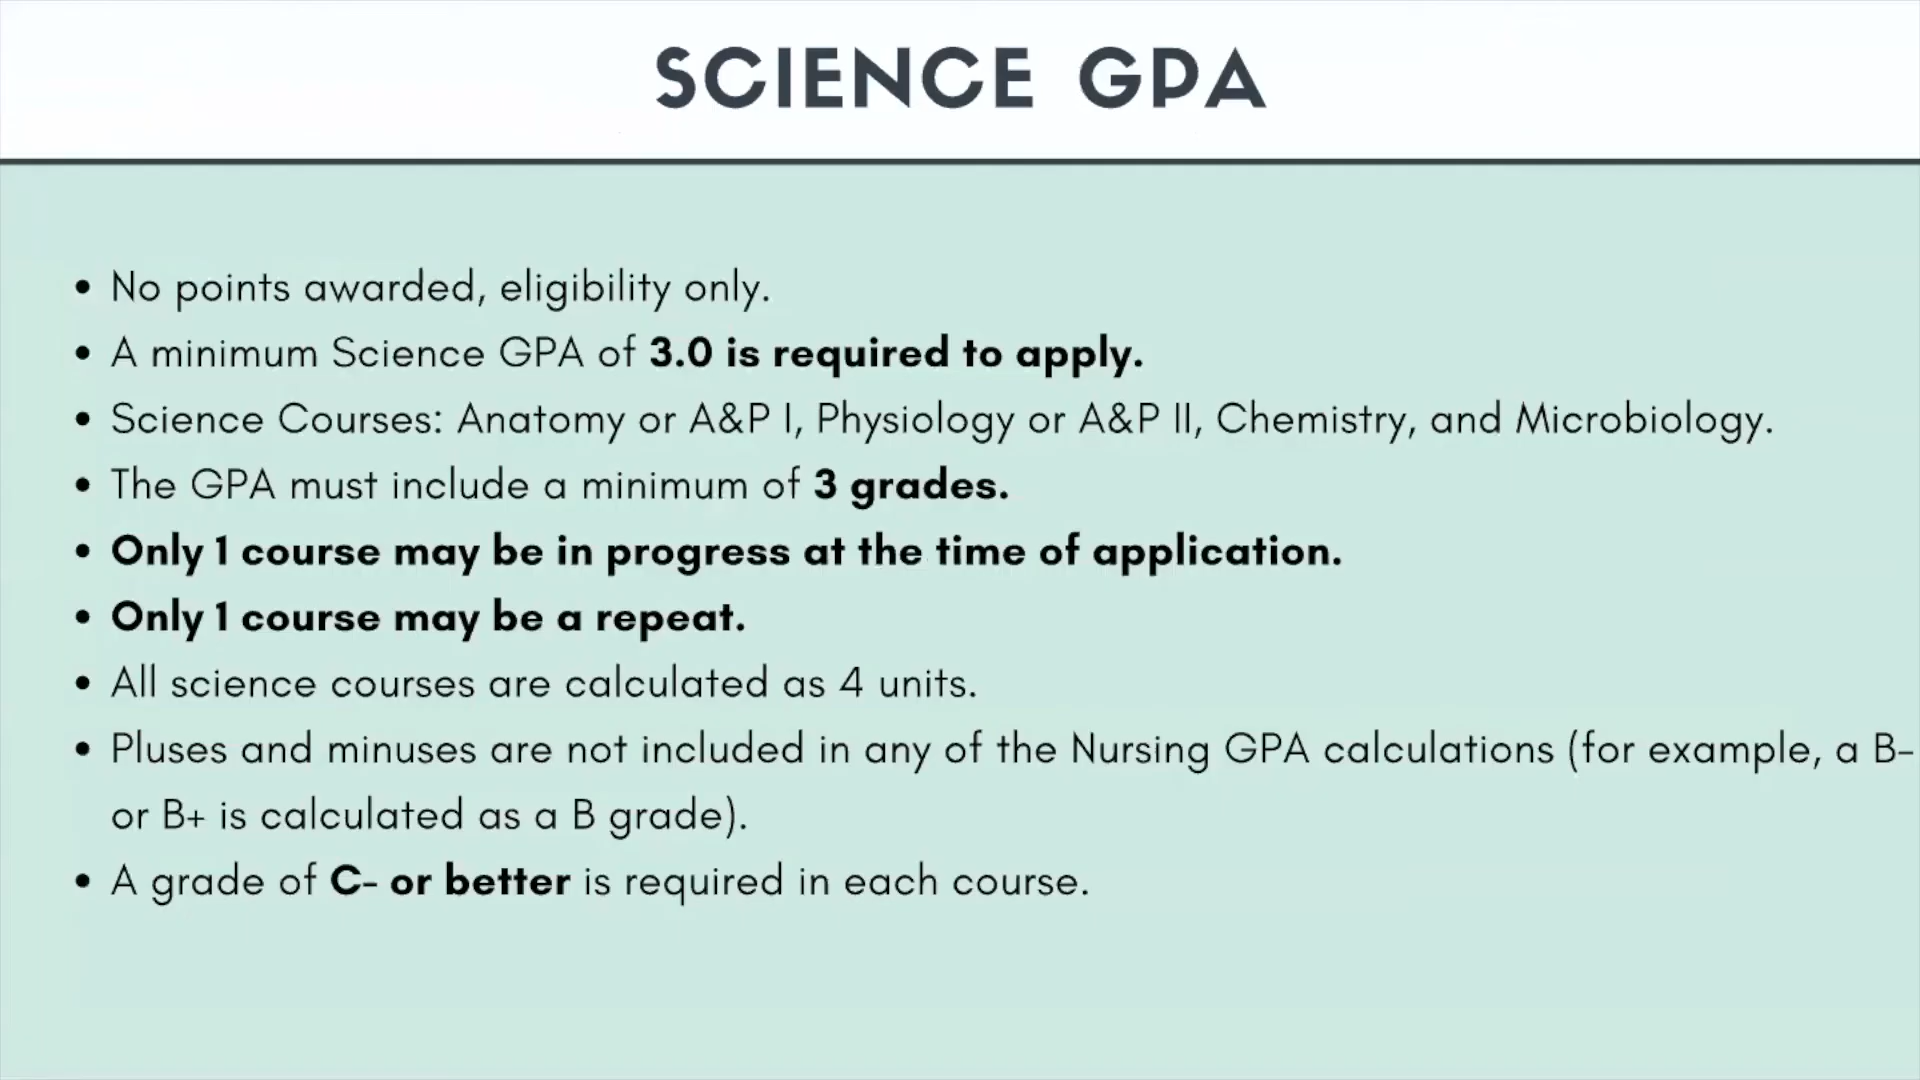 SCIENCE GPA
• No points awarded, eligibility only.
• A minimum Science GPA of 3.0 is required to apply.
• Science Courses: Anatomy or A&P I, Physiology or A&P II, Chemistry, and Microbiology.
• The GPA must include a minimum of 3 grades.
• Only 1 course may be in progress at the time of application.
• Only 1 course may be a repeat.
• All science courses are calculated as 4 units.
• Pluses and minuses are not included in any of the Nursing GPA calculations (for example, a B-
or B+ is calculated as a B grade).
• A grade of C- or better is required in each course.